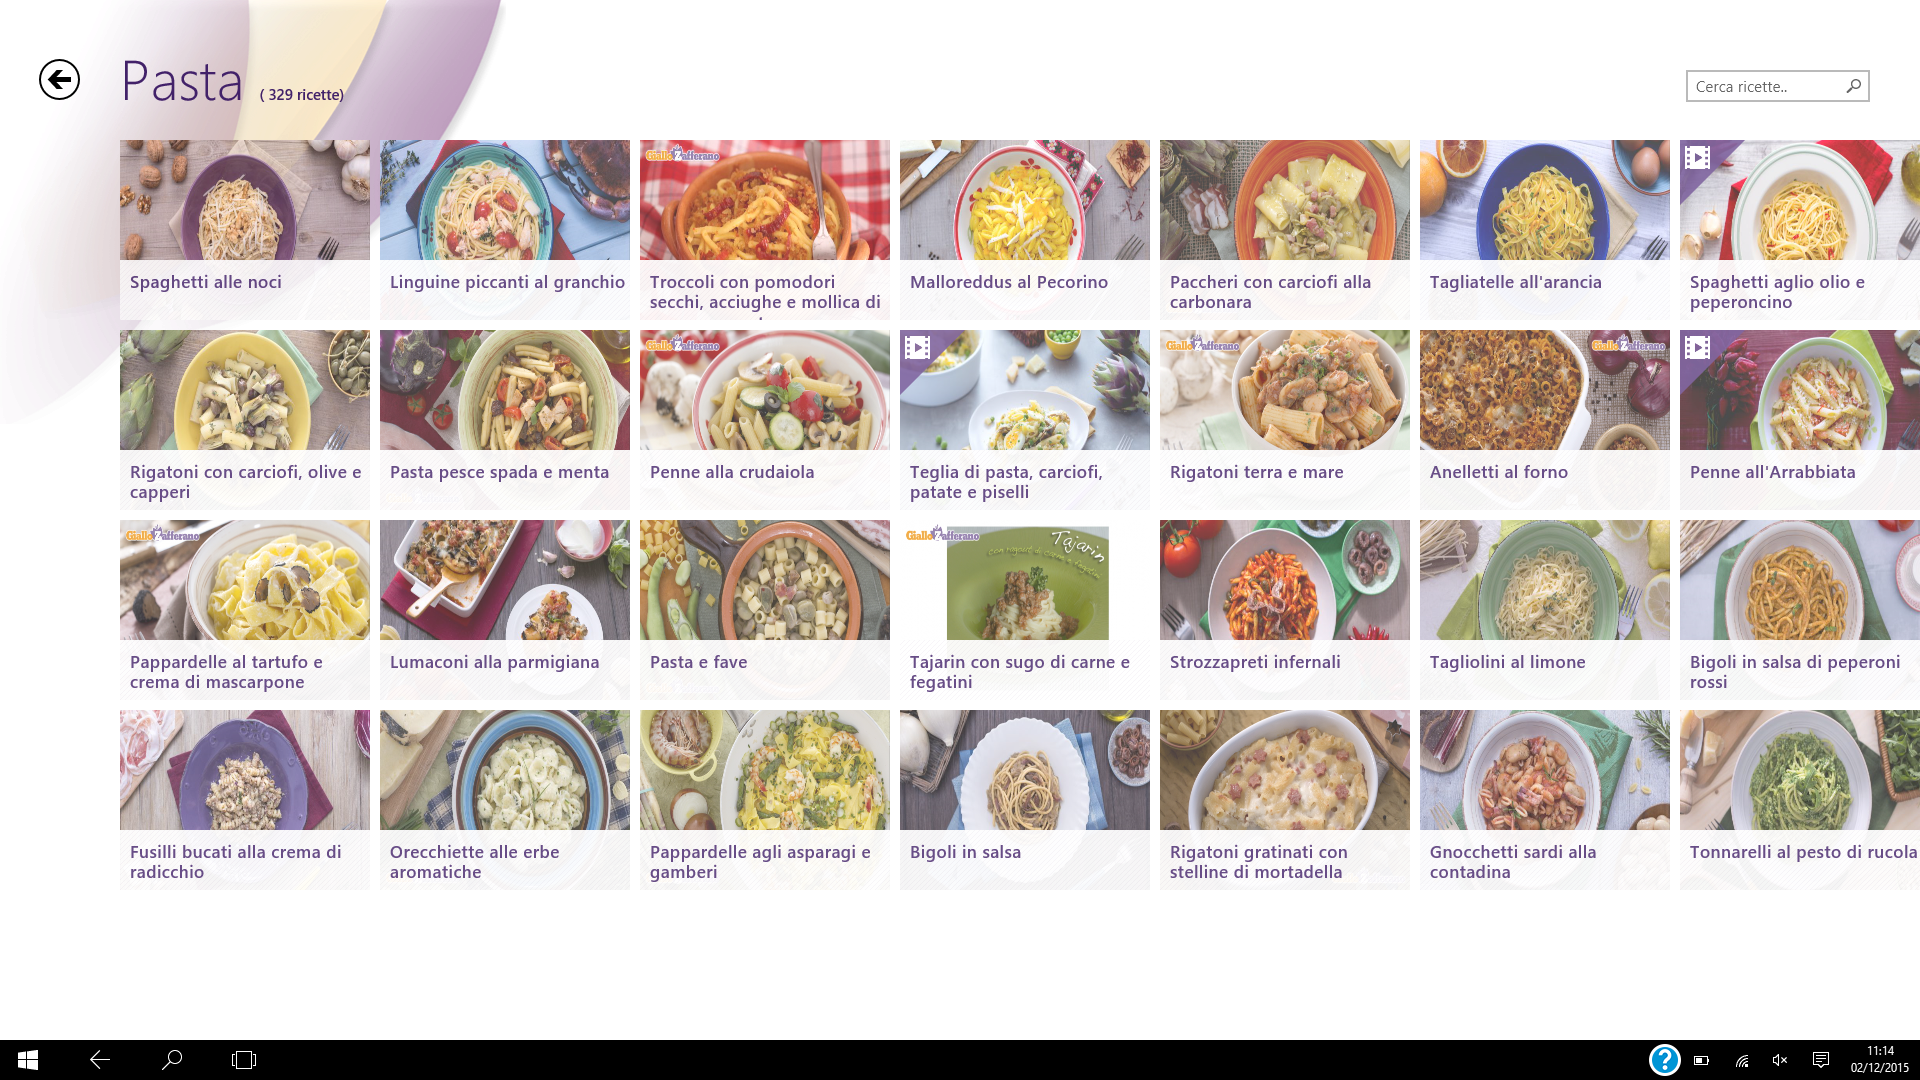 Pasta ( 329 ricette)
Cerca ricette..
Spaghetti alle noci
Linguine piccanti al granchio
GialloZafferano
Troccoli con pomodori
secchi, acciughe e mollica di
Malloreddus al Pecorino
Paccheri con carciofi alla
carbonara
Tagliatelle all'arancia
Spaghetti aglio olio e
peperoncino
Rigatoni con carciofi, olive e
capperi
Pasta pesce spada e menta
GialloZafferano
Penne alla crudaiola
Teglia di pasta, carciofi,
patate e piselli
GialloZafferano
Rigatoni terra e mare
GialloZafferano
Anelletti al forno
Penne all'Arrabbiata
GialloZafferano
Pappardelle al tartufo e
crema di mascarpone
Lumaconi alla parmigiana
Pasta e fave
GialloZafferano
Tajarin
Tajarin con sugo di carne e
fegatini
Strozzapreti infernali
Tagliolini al limone
Bigoli in salsa di peperoni
rossi
Fusilli bucati alla crema di
radicchio
Orecchiette alle erbe
aromatiche
Pappardelle agli asparagi e
gamberi
Bigoli in salsa
Rigatoni gratinati con
stelline di mortadella
Gnocchetti sardi alla
contadina
Tonnarelli al pesto di rucola
11:14
02/12/2015